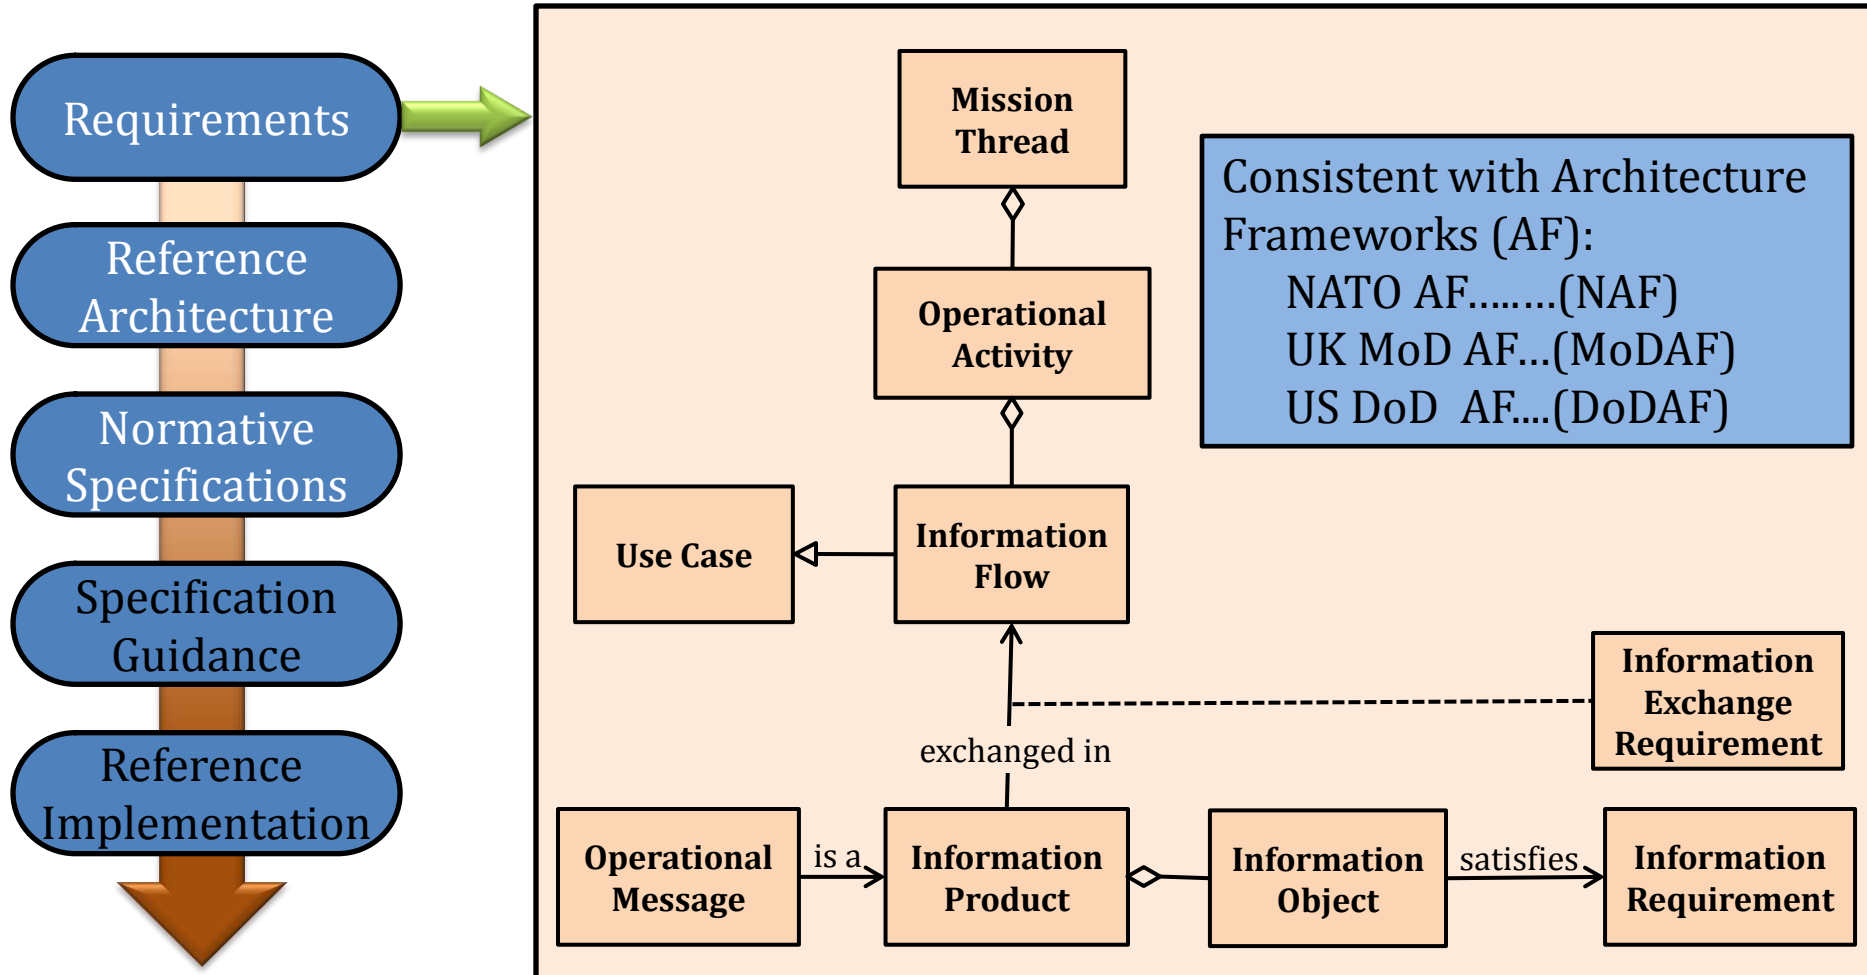 Requirements
Reference
Architecture
Normative
Specifications
Specification
Guidance
Reference
Implementation
Mission
Thread
Operational
Activity
Consistent with Architecture
Frameworks (AF):
NATO AF........(NAF)
UK MoD AF...(MoDAF)
US DoD  AF....(DoDAF)
Use Case
Information
Flow
Information
Exchange
Requirement
exchanged in
Operational
Message
is a
Information
Product
Information
Object
satisfies
Information
Requirement